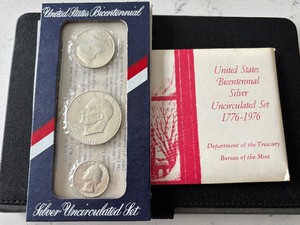 United States Bicentennial
Silver Uncirculated Set
United States
Bicentennial
Silver
Uncirculated Set
1776-1976
Department of the Treasury
Bureau of the Mint